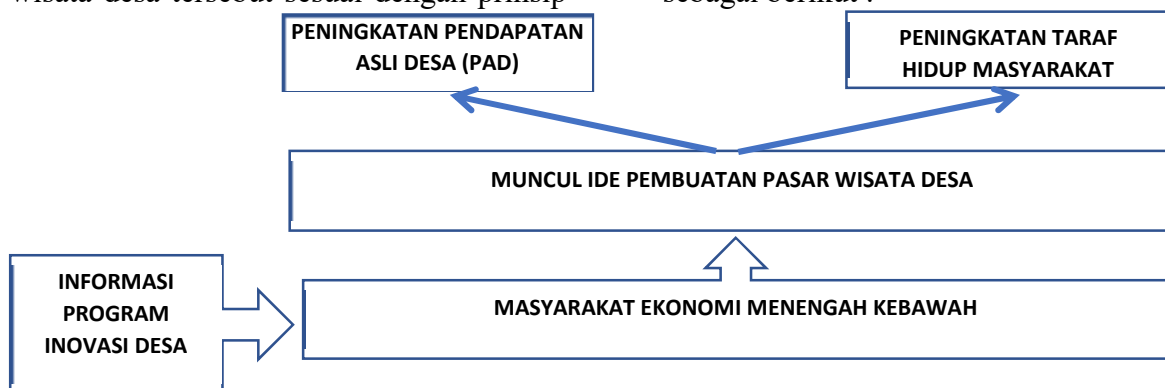 wisata desa tersebut sesuai dengan prinsip
sebagai berikut :
PENINGKATAN PENDAPATAN
ASLI DESA (PAD)
PENINGKATAN TARAF
HIDUP MASYARAKAT
MUNCUL IDE PEMBUATAN PASAR WISATA DESA
INFORMASI
PROGRAM
INOVASI DESA
MASYARAKAT EKONOMI MENENGAH KEBAWAH